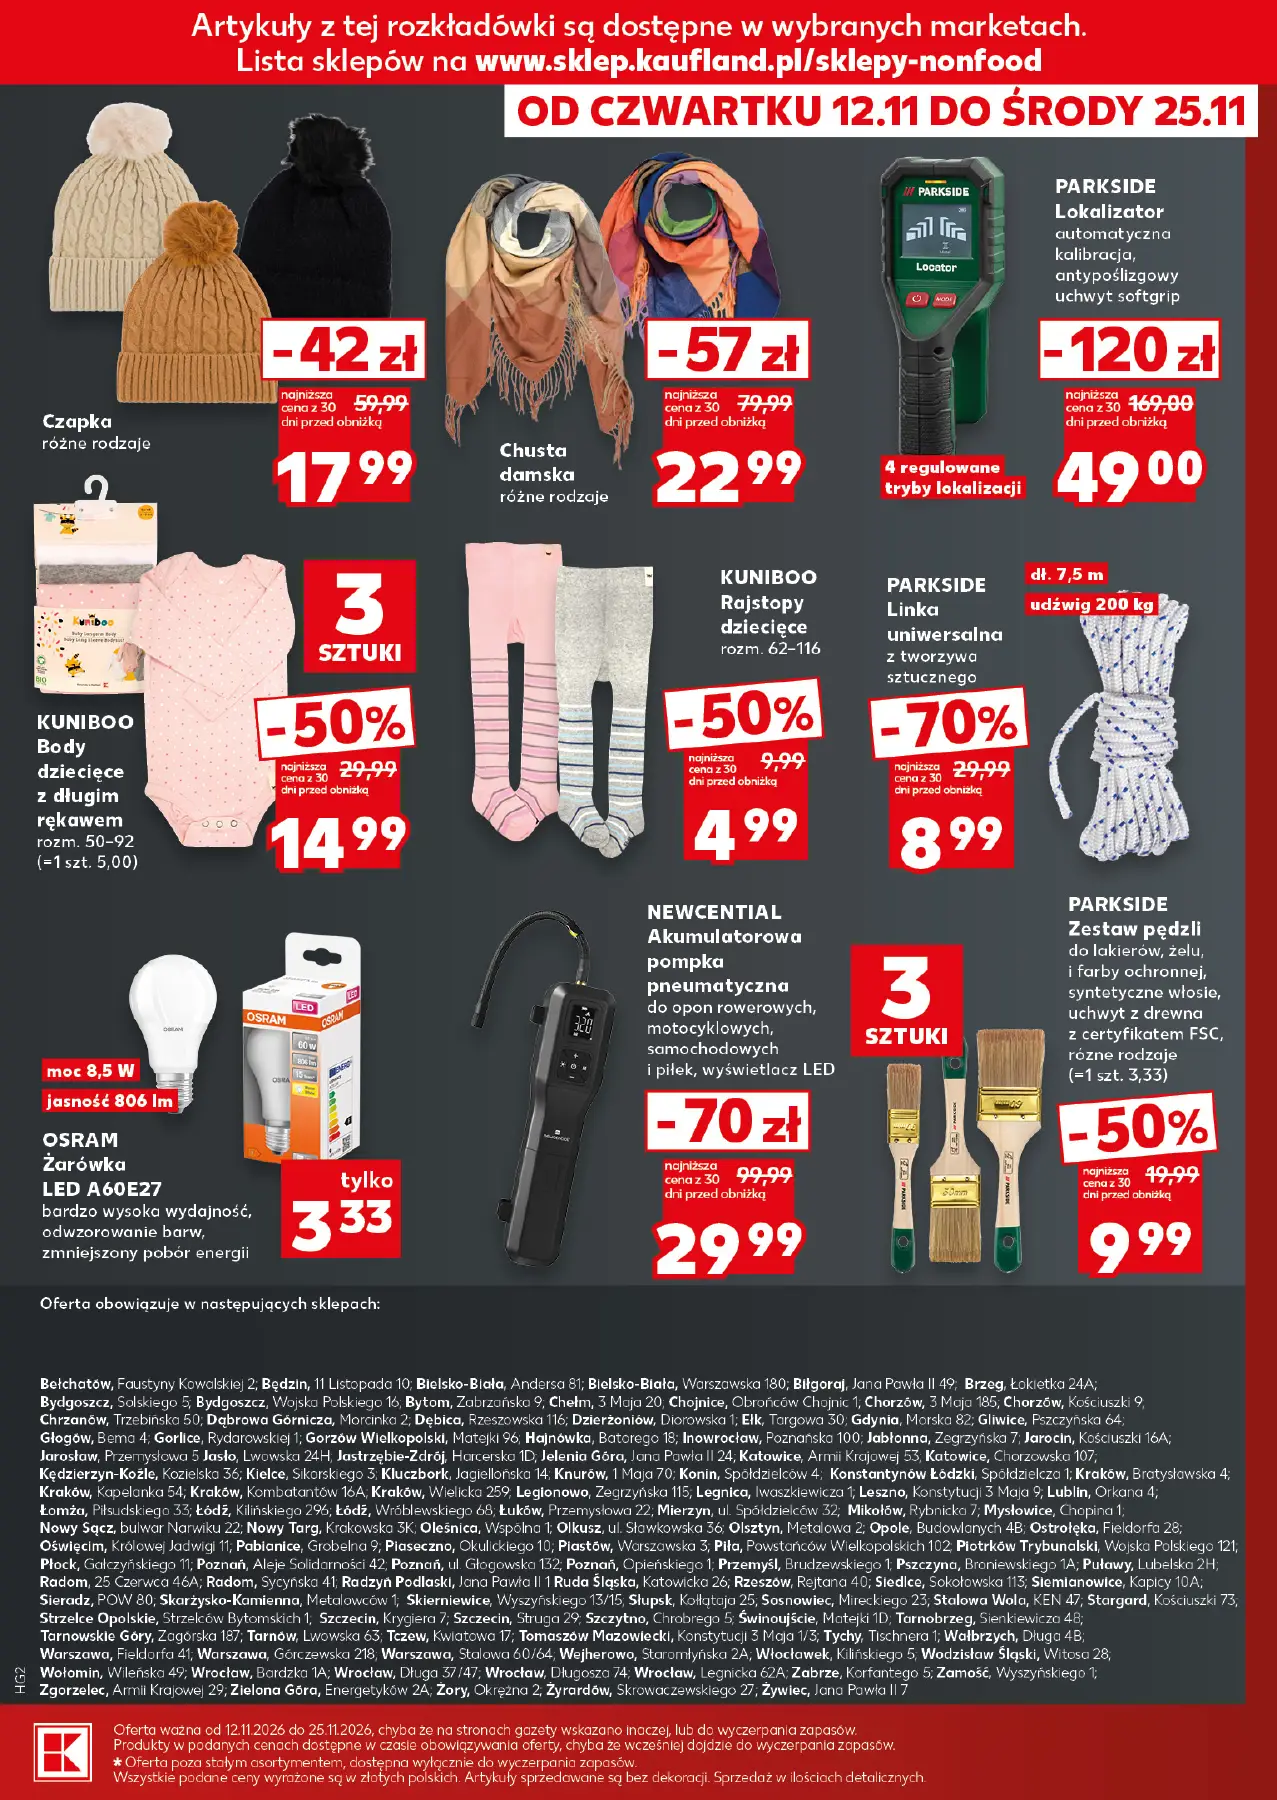 Artykuły z tej rozkładówki są dostępne w wybranych marketach.
Lista sklepów na www.sklep.kaufland.pl/sklepy-nonfood
OD CZWARTKU 12.11 DO ŚRODY 25.11
Czapka
różne rodzaje
-42 zł
najniższa
cena z 30 59,99
dni przed obniżką
17 99
Chusta
damska
różne rodzaje
-57 zł
najniższa
cena z 30 79,99
dni przed obniżką
22 99
PARKSIDE
Locator
MODE
PARKSIDE
Lokalizator
automatyczna
kalibracja,
antypoślizgowy
uchwyt softgrip
4 regulowane
tryby lokalizacji
-120 zł
najniższa
cena z 30 169,00
dni przed obniżką
49 00
Kuniboo
3
SZTUKI
KUNIBOO
Body
dziecięce
z długim
rękawem
rozm. 50–92
(=1 szt. 5,00)
-50%
najniższa
cena z 30 29,99
dni przed obniżką
14 99
KUNIBOO
Rajstopy
dziecięce
rozm. 62–116
-50%
najniższa
cena z 30 9,99
dni przed obniżką
4 99
PARKSIDE
Linka
uniwersalna
z tworzywa
sztucznego
dł. 7,5 m
udźwig 200 kg
-70%
najniższa
cena z 30 29,99
dni przed obniżką
8 99
OSRAM
LED
OSRAM
60W
806 lm
moc 8,5 W
jasność 806 lm
OSRAM
Żarówka
LED A60E27
bardzo wysoka wydajność,
odwzorowanie barw,
zmniejszony pobór energii
tylko
3 33
NEWCENTIAL
Akumulatorowa
pompka
pneumatyczna
do opon rowerowych,
motocyklowych,
samochodowych
i piłek, wyświetlacz LED
-70 zł
najniższa
cena z 30 99,99
dni przed obniżką
29 99
3
SZTUKI
PARKSIDE
50mm
PARKSIDE
PARKSIDE
PARKSIDE
Zestaw pędzli
do lakierów, żelu,
i farby ochronnej,
syntetyczne włosie,
uchwyt z drewna
z certyfikatem FSC,
różne rodzaje
(=1 szt. 3,33)
-50%
najniższa
cena z 30 19,99
dni przed obniżką
9 99
Oferta obowiązuje w następujących sklepach:
Bełchatów, Faustyny Kowalskiej 2; Będzin, 11 Listopada 10; Bielsko-Biała, Andersa 81; Bielsko-Biała, Warszawska 180; Biłgoraj, Jana Pawła II 49; Brzeg, Łokietka 24A;
Bydgoszcz, Solskiego 5; Bydgoszcz, Wojska Polskiego 16; Bytom, Zabrzańska 9; Chełm, 3 Maja 20; Chojnice, Obrońców Chojnic 1; Chorzów, 3 Maja 185; Chorzów, Kościuszki 9;
Chrzanów, Trzebińska 50; Dąbrowa Górnicza, Morcinka 2; Dębica, Rzeszowska 116; Dzierżoniów, Diorowska 1; Ełk, Targowa 30; Gdynia, Morska 82; Gliwice, Pszczyńska 64;
Głogów, Bema 4; Gorlice, Rydarowskiej 1; Gorzów Wielkopolski, Matejki 96; Hajnówka, Batorego 18; Inowrocław, Poznańska 100; Jabłonna, Zegrzyńska 7; Jarocin, Kościuszki 16A;
Jarosław, Przemysłowa 5 Jasło, Lwowska 24H; Jastrzębie-Zdrój, Harcerska 1D; Jelenia Góra, Jana Pawła II 24; Katowice, Armii Krajowej 53, Katowice, Chorzowska 107;
Kędzierzyn-Koźle, Kozielska 36; Kielce, Sikorskiego 3; Kluczbork, Jagiellońska 14; Knurów, 1 Maja 70; Konin, Spółdzielców 4; Konstantynów Łódzki, Spółdzielcza 1; Kraków, Bratysławska 4;
Kraków, Kapelanka 54; Kraków, Kombatantów 16A; Kraków, Wielicka 259; Legionowo, Zegrzyńska 115; Legnica, Iwaszkiewicza 1; Leszno, Konstytucji 3 Maja 9; Lublin, Orkana 4;
Łomża, Piłsudskiego 33; Łódź, Kilińskiego 296; Łódź, Wróblewskiego 68; Łuków, Przemysłowa 22; Mierzyn, ul. Spółdzielców 32; Mikołów, Rybnicka 7; Mysłowice, Chopina 1;
Nowy Sącz, bulwar Narwiku 22; Nowy Targ, Krakowska 3K; Oleśnica, Wspólna 1; Olkusz, ul. Sławkowska 36; Olsztyn, Metalowa 2; Opole, Budowlanych 4B; Ostrołęka, Fieldorfa 28;
Oświęcim, Królowej Jadwigi 11; Pabianice, Grobelna 9; Piaseczno, Okulickiego 10; Piastów, Warszawska 3; Piła, Powstańców Wielkopolskich 102; Piotrków Trybunalski, Wojska Polskiego 121;
Płock, Gałczyńskiego 11; Poznań, Aleje Solidarności 42; Poznań, ul. Głogowska 132; Poznań, Opieńskiego 1; Przemyśl, Brudzewskiego 1; Pszczyna, Broniewskiego 1A; Puławy, Lubelska 2H;
Radom, 25 Czerwca 46A; Radom, Sycyńska 41; Radzyń Podlaski, Jana Pawła II 1 Ruda Śląska, Katowicka 26; Rzeszów, Rejtana 40; Siedlce, Sokołowska 113; Siemianowice, Kapicy 10A;
Sieradz, POW 80; Skarżysko-Kamienna, Metalowców 1; Skierniewice, Wyszyńskiego 13/15; Słupsk, Kołłątaja 25; Sosnowiec, Mireckiego 23; Stalowa Wola, KEN 47; Stargard, Kościuszki 73;
Strzelce Opolskie, Strzelców Bytomskich 1; Szczecin, Krygiera 7; Szczecin, Struga 29; Szczytno, Chrobrego 5; Świnoujście, Matejki 1D; Tarnobrzeg, Sienkiewicza 48;
Tarnowskie Góry, Zagórska 187; Tarnów, Lwowska 63; Tczew, Kwiatowa 17; Tomaszów Mazowiecki, Konstytucji 3 Maja 1/3; Tychy, Tischnera 1; Wałbrzych, Długa 4B;
Warszawa, Fieldorfa 41; Warszawa, Górczewska 218, Warszawa, Stalowa 60/64; Wejherowo, Staromłyńska 2A; Włocławek, Kilińskiego 5; Wodzisław Śląski, Witosa 28;
Wołomin, Wileńska 49; Wrocław, Bardzka 1A; Wrocław, Długa 37/47; Wrocław, Długosza 74; Wrocław, Legnicka 62A; Zabrze, Korfantego 5; Zamość, Wyszyńskiego 1;
Zgorzelec, Armii Krajowej 29; Zielona Góra, Energetyków 2A; Żory, Okrężna 2; Żyrardów, Skrowaczewskiego 27; Żywiec, Jana Pawła II 7
HG2
Oferta ważna od 12.11.2026 do 25.11.2026, chyba że na stronach gazety wskazano inaczej, lub do wyczerpania zapasów.
Produkty w podanych cenach dostępne w czasie obowiązywania oferty, chyba że wcześniej dojdzie do wyczerpania zapasów.
* Oferta poza stałym asortymentem, dostępna wyłącznie do wyczerpania zapasów.
Wszystkie podane ceny wyrażone są w złotych polskich. Artykuły sprzedawane są bez dekoracji. Sprzedaż w ilościach detalicznych.